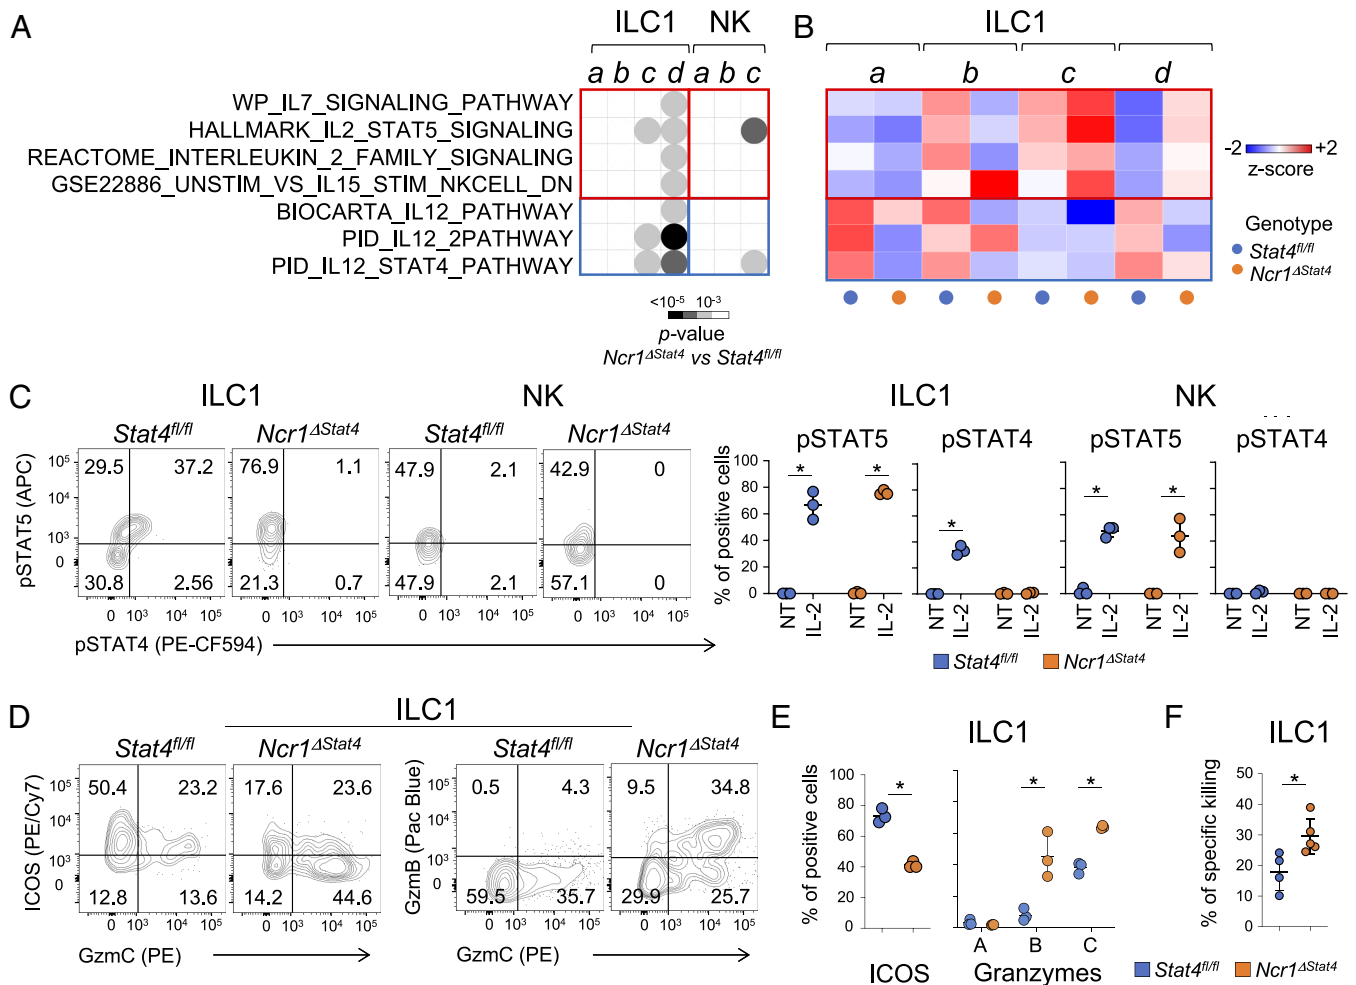 A
ILC1 NK
a b c d a b c
WP_IL7_SIGNALING_PATHWAY
HALLMARK_IL2_STAT5_SIGNALING
REACTOME_INTERLEUKIN_2_FAMILY_SIGNALING
GSE22886_UNSTIM_VS_IL15_STIM_NKCELL_DN
BIOCARTA_IL12_PATHWAY
PID_IL12_2PATHWAY
PID_IL12_STAT4_PATHWAY
<10-5 10-3
p-value
Ncr1ΔStat4 vs Stat4fl/fl
B
ILC1
a b c d
-2 +2
z-score
Genotype
Stat4fl/fl
Ncr1ΔStat4
C
ILC1 NK
Stat4fl/fl Ncr1ΔStat4 Stat4fl/fl Ncr1ΔStat4
pSTAT5 (APC)
105
104
103
0
29.5 37.2
30.8 2.56
76.9 1.1
21.3 0.7
47.9 2.1
47.9 2.1
42.9 0
57.1 0
0 103 104 105
0 103 104 105
0 103 104 105
0 103 104 105
pSTAT4 (PE-CF594)
ILC1 NK
pSTAT5 pSTAT4 pSTAT5 pSTAT4
% of positive cells
100
80
60
40
20
0
* * * * *
NT IL-2 NT IL-2
NT IL-2 NT IL-2
NT IL-2 NT IL-2
NT IL-2 NT IL-2
Stat4fl/fl Ncr1ΔStat4
D
ILC1
Stat4fl/fl Ncr1ΔStat4 Stat4fl/fl Ncr1ΔStat4
ICOS (PE/Cy7)
105
104
103
0
50.4 23.2
12.8 13.6
17.6 23.6
14.2 44.6
0 103 104 105
0 103 104 105
GzmC (PE)
GzmB (Pac Blue)
105
104
103
0
0.5 4.3
59.5 35.7
9.5 34.8
29.9 25.7
0 103 104 105
0 103 104 105
GzmC (PE)
E
ILC1
% of positive cells
100
80
60
40
20
0
* * *
A B C
ICOS Granzymes
F
ILC1
% of specific killing
50
40
30
20
10
0
*
Stat4fl/fl Ncr1ΔStat4